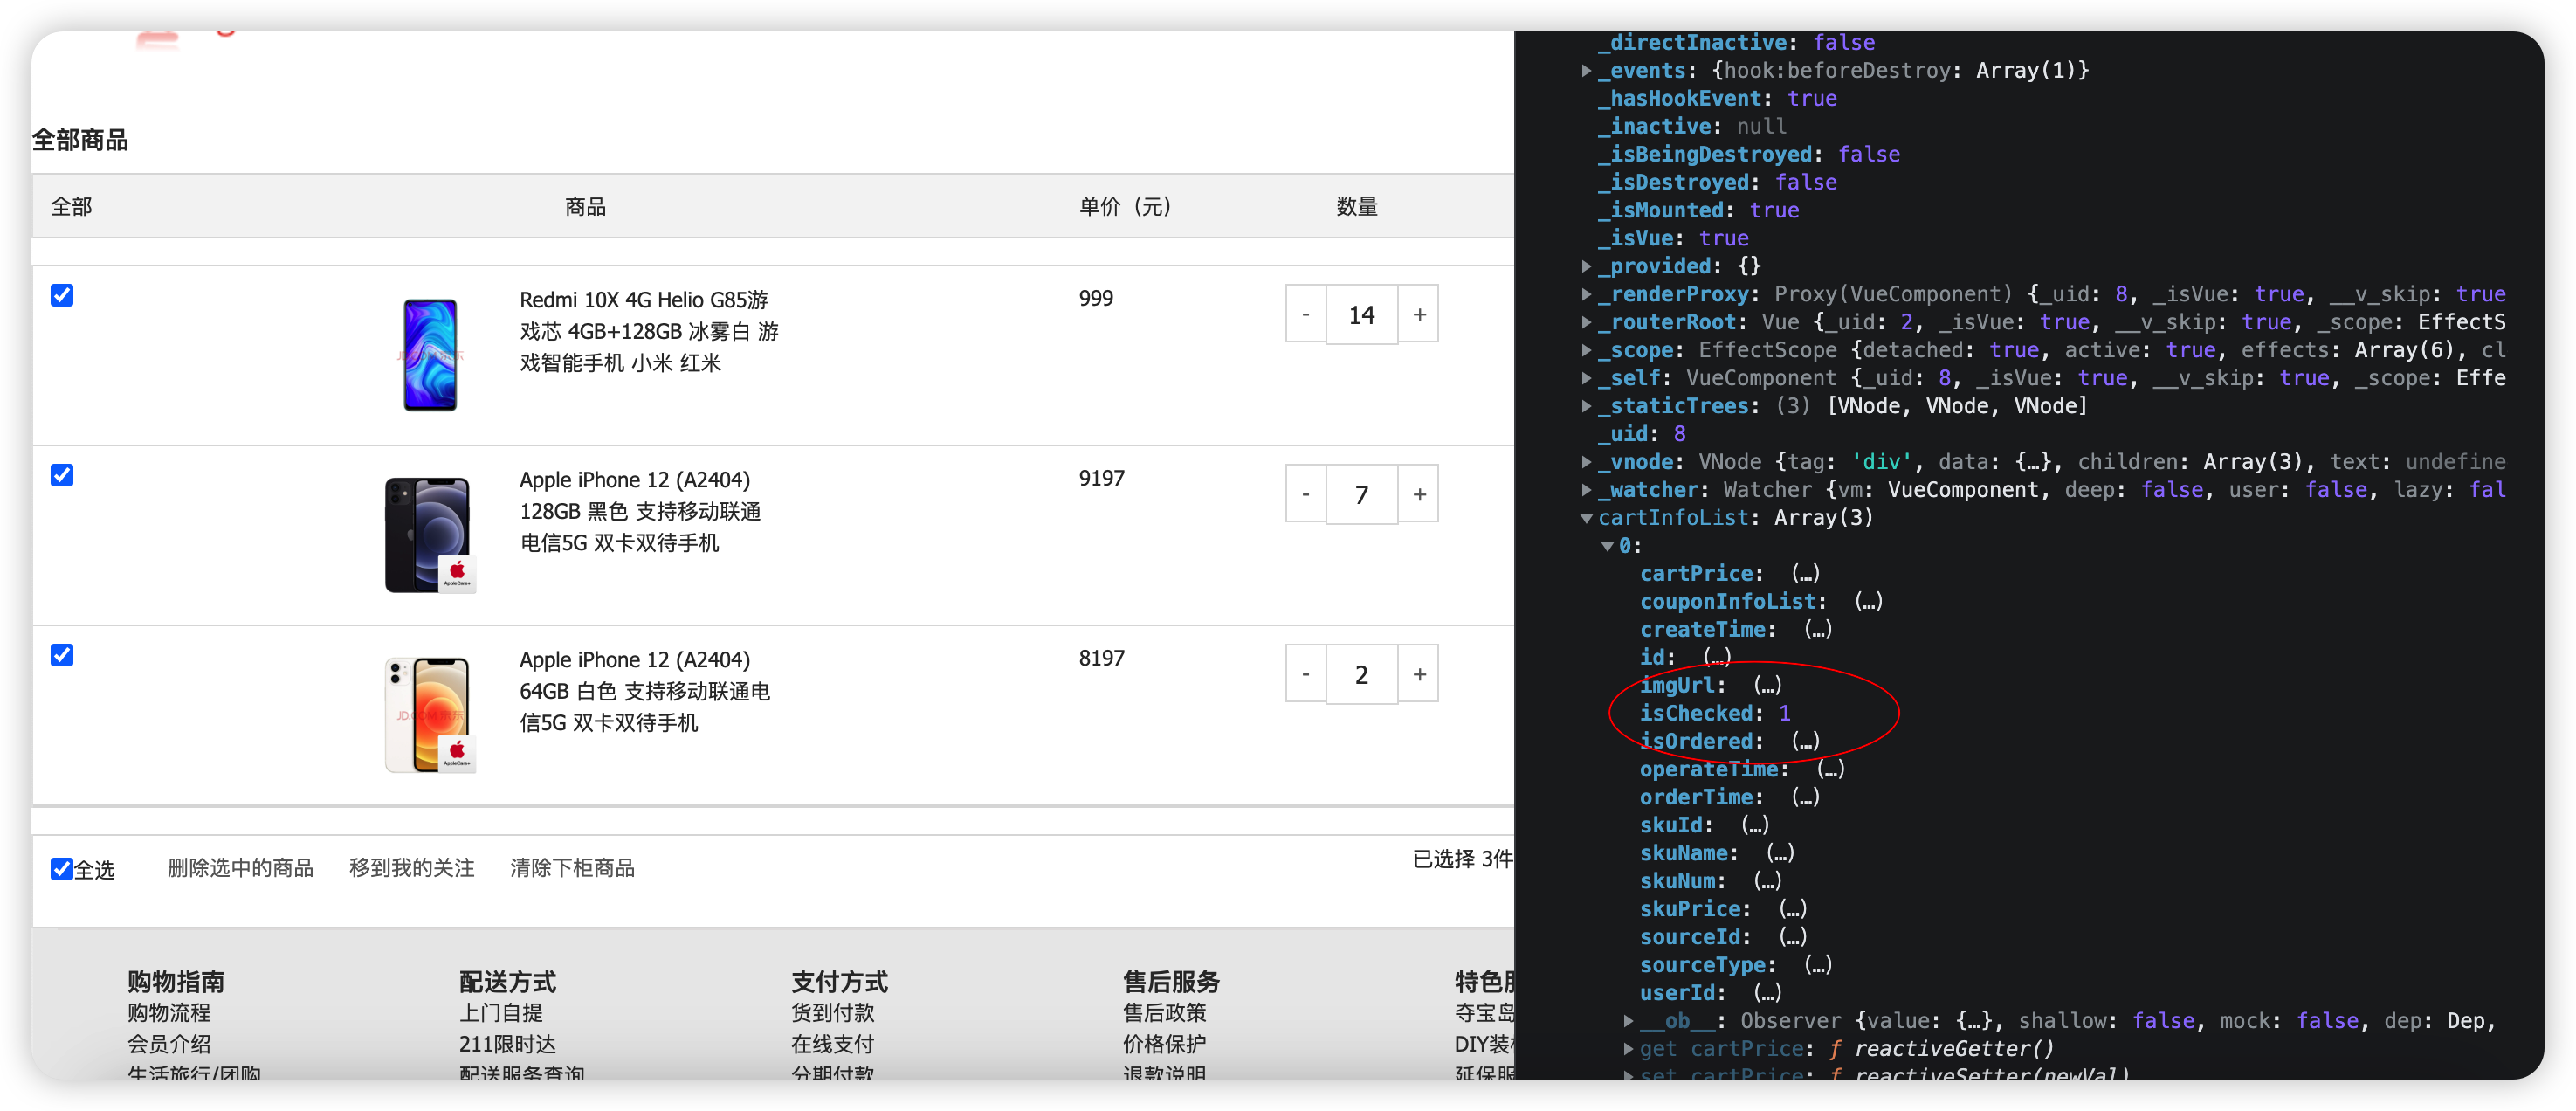 全部商品
全部 商品 单价（元） 数量
Redmi 10X 4G Helio G85游
戏芯 4GB+128GB 冰雾白 游
戏智能手机 小米 红米
999
- 14 +
Apple iPhone 12 (A2404)
128GB 黑色 支持移动联通
电信5G 双卡双待手机
9197
- 7 +
AppleCare+
Apple iPhone 12 (A2404)
64GB 白色 支持移动联通电
信5G 双卡双待手机
8197
- 2 +
AppleCare+
全选 删除选中的商品 移到我的关注 清除下柜商品 已选择 3件
购物指南 配送方式 支付方式 售后服务 特色服
购物流程 上门自提 货到付款 售后政策 夺宝岛
会员介绍 211限时达 在线支付 价格保护 DIY装
生活旅行/团购 配送服务查询 分期付款 退款说明 延保服
_directInactive: false
_events: {hook:beforeDestroy: Array(1)}
_hasHookEvent: true
_inactive: null
_isBeingDestroyed: false
_isDestroyed: false
_isMounted: true
_isVue: true
_provided: {}
_renderProxy: Proxy(VueComponent) {_uid: 8, _isVue: true, __v_skip: true
_routerRoot: Vue {_uid: 2, _isVue: true, __v_skip: true, _scope: EffectS
_scope: EffectScope {detached: true, active: true, effects: Array(6), cl
_self: VueComponent {_uid: 8, _isVue: true, __v_skip: true, _scope: Effe
_staticTrees: (3) [VNode, VNode, VNode]
_uid: 8
_vnode: VNode {tag: 'div', data: {…}, children: Array(3), text: undefine
_watcher: Watcher {vm: VueComponent, deep: false, user: false, lazy: fal
cartInfoList: Array(3)
0:
cartPrice: (…)
couponInfoList: (…)
createTime: (…)
id: (…)
imgUrl: (…)
isChecked: 1
isOrdered: (…)
operateTime: (…)
orderTime: (…)
skuId: (…)
skuName: (…)
skuNum: (…)
skuPrice: (…)
sourceId: (…)
sourceType: (…)
userId: (…)
__ob__: Observer {value: {…}, shallow: false, mock: false, dep: Dep,
get cartPrice: ƒ reactiveGetter()
set cartPrice: ƒ reactiveSetter(newVal)